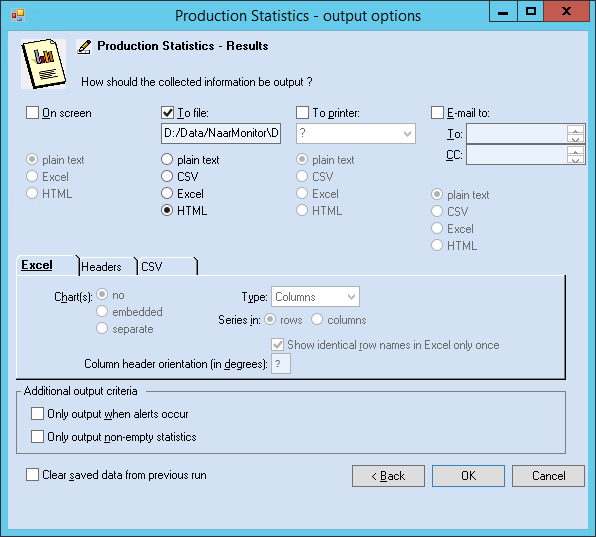 Production Statistics - output options
Production Statistics - Results
How should the collected information be output ?
On screen
To file:
To printer:
E-mail to:
D:/Data/NaarMonitor\D
?
To:
CC:
plain text
Excel
HTML
plain text
CSV
Excel
HTML
plain text
CSV
Excel
HTML
plain text
CSV
Excel
HTML
Excel
Headers
CSV
Chart(s):
no
embedded
separate
Type:
Columns
Series in:
rows
columns
Show identical row names in Excel only once
Column header orientation (in degrees):
?
Additional output criteria
Only output when alerts occur
Only output non-empty statistics
Clear saved data from previous run
< Back
OK
Cancel